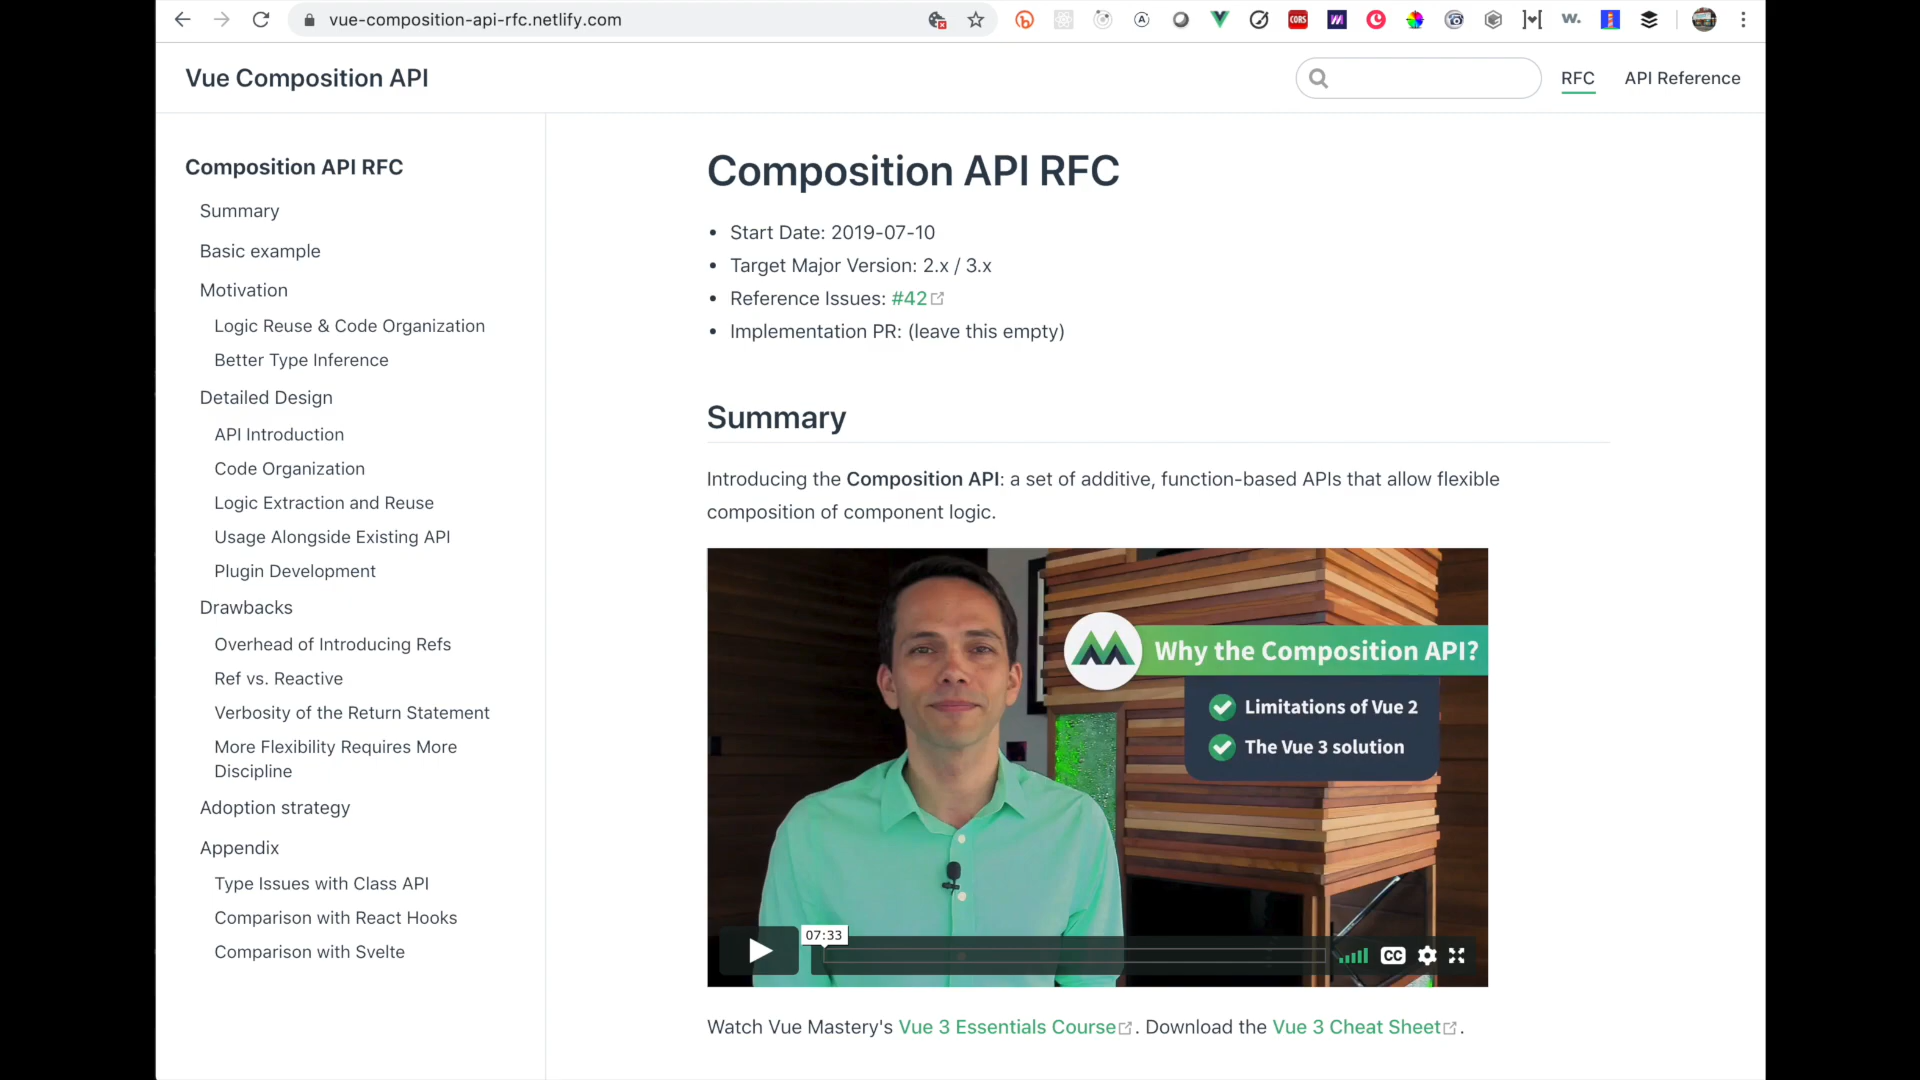 vue-composition-api-rfc.netlify.com
CORS
w.
Vue Composition API
RFC
API Reference
Composition API RFC
Summary
Basic example
Motivation
Logic Reuse & Code Organization
Better Type Inference
Detailed Design
API Introduction
Code Organization
Logic Extraction and Reuse
Usage Alongside Existing API
Plugin Development
Drawbacks
Overhead of Introducing Refs
Ref vs. Reactive
Verbosity of the Return Statement
More Flexibility Requires More
Discipline
Adoption strategy
Appendix
Type Issues with Class API
Comparison with React Hooks
Comparison with Svelte
Composition API RFC
• Start Date: 2019-07-10
• Target Major Version: 2.x / 3.x
• Reference Issues: #42
• Implementation PR: (leave this empty)
Summary
Introducing the Composition API: a set of additive, function-based APIs that allow flexible
composition of component logic.
Why the Composition API?
Limitations of Vue 2
The Vue 3 solution
07:33
CC
Watch Vue Mastery's Vue 3 Essentials Course. Download the Vue 3 Cheat Sheet.